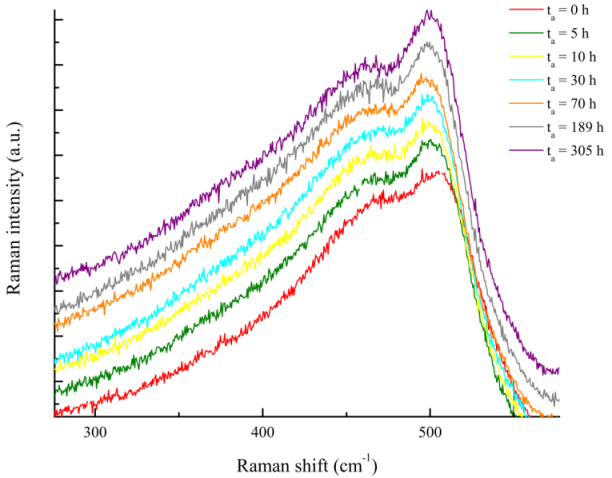 t_a = 0 h
t_a = 5 h
t_a = 10 h
t_a = 30 h
t_a = 70 h
t_a = 189 h
t_a = 305 h
Raman intensity (a.u.)
300 400 500
Raman shift (cm⁻¹)